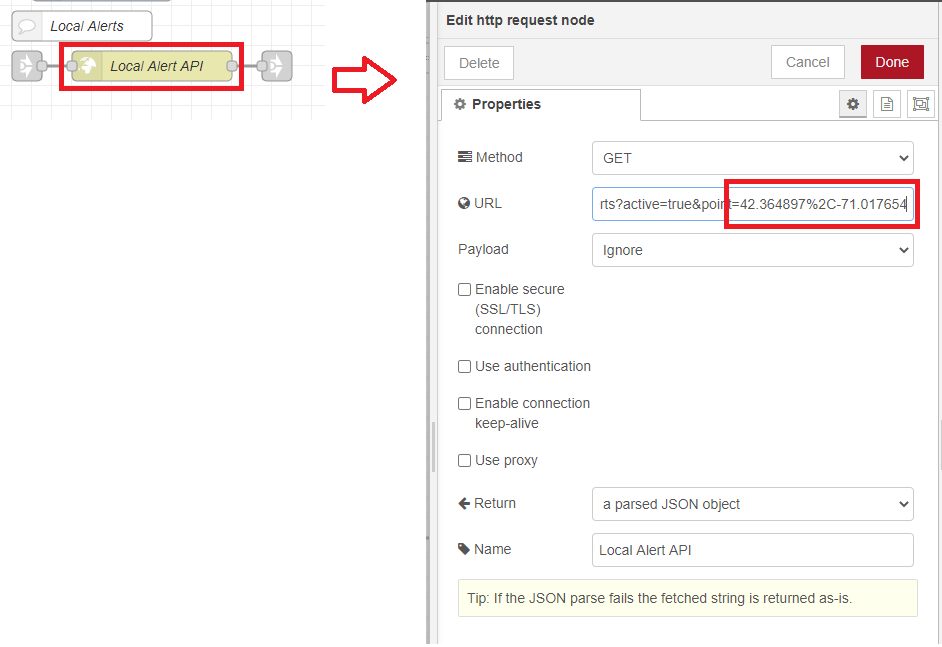 Local Alerts
Local Alert API
Edit http request node
Delete
Cancel
Done
Properties
Method
GET
URL
rts?active=true&point=42.364897%2C-71.017654
Payload
Ignore
Enable secure
(SSL/TLS)
connection
Use authentication
Enable connection
keep-alive
Use proxy
Return
a parsed JSON object
Name
Local Alert API
Tip: If the JSON parse fails the fetched string is returned as-is.